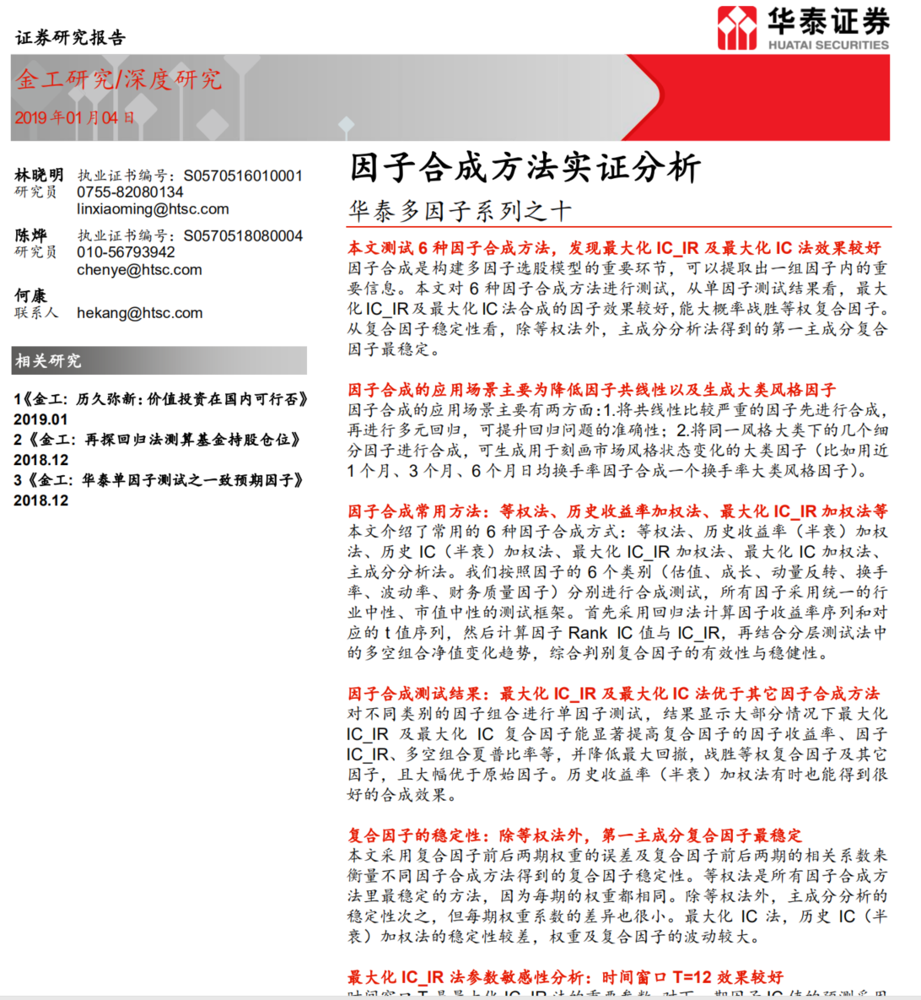 证券研究报告
华泰证券
HUATAI SECURITIES
金工研究/深度研究
2019年01月04日
林晓明 执业证书编号：S0570516010001
研究员 0755-82080134
linxiaoming@htsc.com
陈烨 执业证书编号：S0570518080004
研究员 010-56793942
chenye@htsc.com
何康
联系人 hekang@htsc.com
相关研究
1《金工: 历久弥新：价值投资在国内可行否》
2019.01
2《金工: 再探回归法测算基金持股仓位》
2018.12
3《金工: 华泰单因子测试之一致预期因子》
2018.12
因子合成方法实证分析
华泰多因子系列之十
本文测试 6 种因子合成方法，发现最大化 IC_IR 及最大化 IC 法效果较好
因子合成是构建多因子选股模型的重要环节，可以提取出一组因子内的重
要信息。本文对 6 种因子合成方法进行测试，从单因子测试结果看，最大
化 IC_IR 及最大化 IC 法合成的因子效果较好,能大概率战胜等权复合因子。
从复合因子稳定性看，除等权法外，主成分分析法得到的第一主成分复合
因子最稳定。
因子合成的应用场景主要为降低因子共线性以及生成大类风格因子
因子合成的应用场景主要有两方面：1.将共线性比较严重的因子先进行合成，
再进行多元回归，可提升回归问题的准确性；2.将同一风格大类下的几个细
分因子进行合成，可生成用于刻画市场风格状态变化的大类因子（比如用近
1 个月、3 个月、6 个月日均换手率因子合成一个换手率大类风格因子）。
因子合成常用方法：等权法、历史收益率加权法、最大化 IC_IR 加权法等
本文介绍了常用的 6 种因子合成方式：等权法、历史收益率（半衰）加权
法、历史 IC（半衰）加权法、最大化 IC_IR 加权法、最大化 IC 加权法、
主成分分析法。我们按照因子的 6 个类别（估值、成长、动量反转、换手
率、波动率、财务质量因子）分别进行合成测试，所有因子采用统一的行
业中性、市值中性的测试框架。首先采用回归法计算因子收益率序列和对
应的 t 值序列，然后计算因子 Rank IC 值与 IC_IR，再结合分层测试法中
的多空组合净值变化趋势，综合判别复合因子的有效性与稳健性。
因子合成测试结果：最大化 IC_IR 及最大化 IC 法优于其它因子合成方法
对不同类别的因子组合进行单因子测试，结果显示大部分情况下最大化
IC_IR 及最大化 IC 复合因子能显著提高复合因子的因子收益率、因子
IC_IR、多空组合夏普比率等，并降低最大回撤，战胜等权复合因子及其它
因子，且大幅优于原始因子。历史收益率（半衰）加权法有时也能得到很
好的合成效果。
复合因子的稳定性：除等权法外，第一主成分复合因子最稳定
本文采用复合因子前后两期权重的误差及复合因子前后两期的相关系数来
衡量不同因子合成方法得到的复合因子稳定性。等权法是所有因子合成方
法里最稳定的方法，因为每期的权重都相同。除等权法外，主成分分析的
稳定性次之，但每期权重系数的差异也很小。最大化 IC 法，历史 IC（半
衰）加权法的稳定性较差，权重及复合因子的波动较大。
最大化 IC_IR 法参数敏感性分析：时间窗口 T=12 效果较好